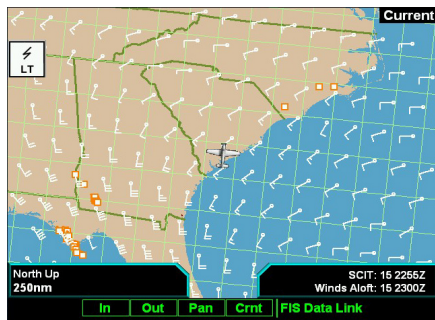 Current
LT
North Up
250nm
SCIT: 15 2255Z
Winds Aloft: 15 2300Z
In Out Pan Crnt FIS Data Link